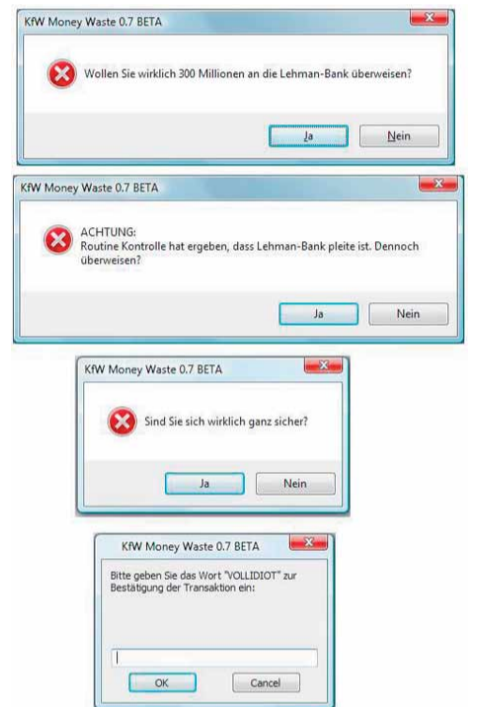 KfW Money Waste 0.7 BETA
Wollen Sie wirklich 300 Millionen an die Lehman-Bank überweisen?
Ja Nein
KfW Money Waste 0.7 BETA
ACHTUNG:
Routine Kontrolle hat ergeben, dass Lehman-Bank pleite ist. Dennoch
überweisen?
Ja Nein
KfW Money Waste 0.7 BETA
Sind Sie sich wirklich ganz sicher?
Ja Nein
KfW Money Waste 0.7 BETA
Bitte geben Sie das Wort "VOLLIDIOT" zur
Bestätigung der Transaktion ein:
OK Cancel